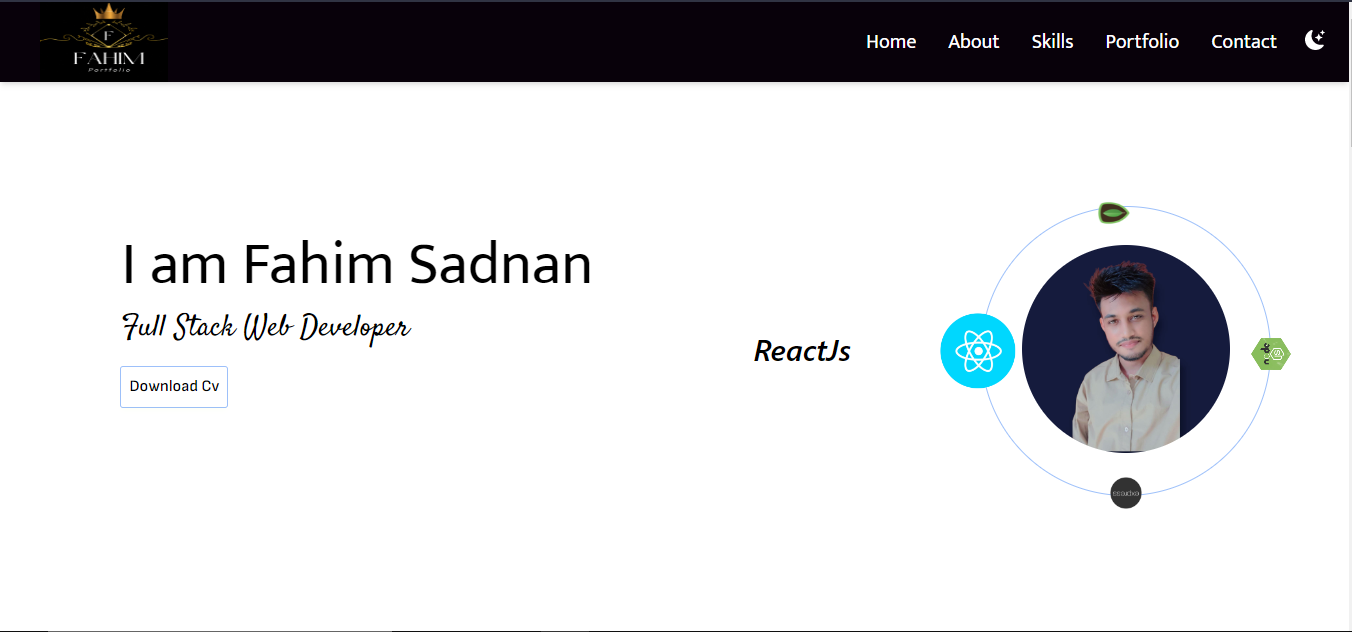 F
FAHIM
Portfolio
Home
About
Skills
Portfolio
Contact
I am Fahim Sadnan
Full Stack Web Developer
Download Cv
ReactJs